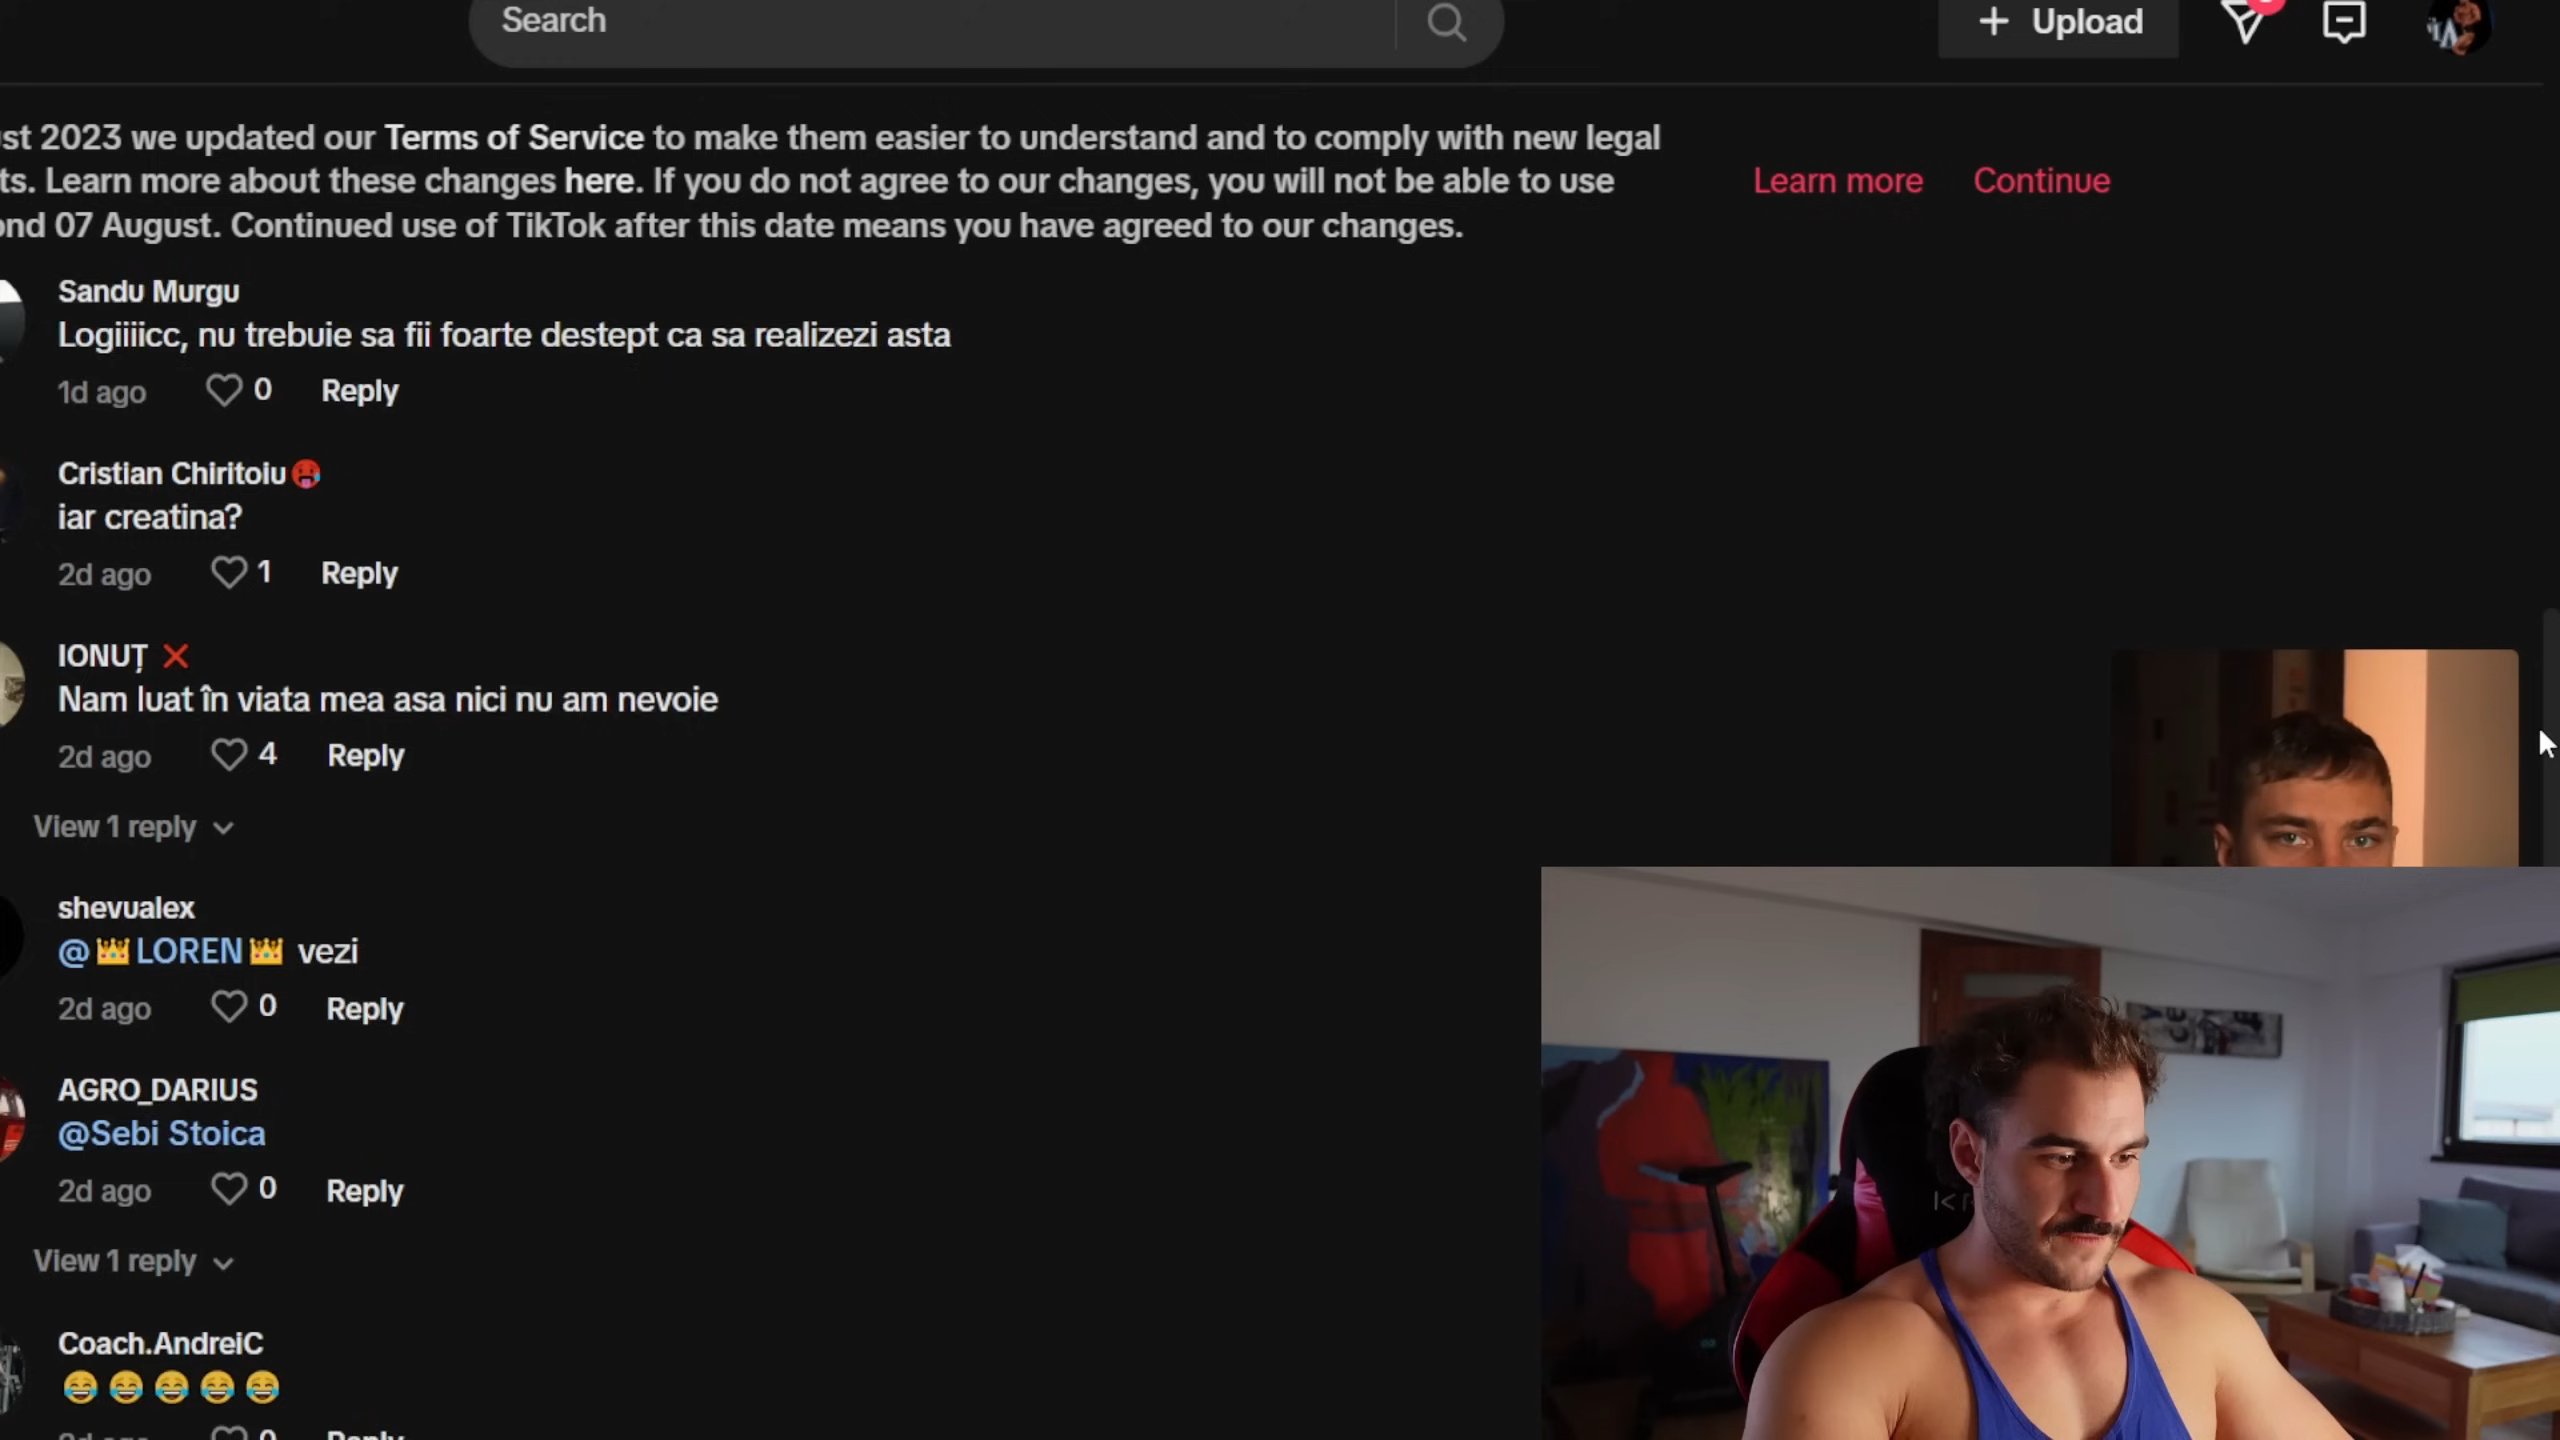 Search
+ Upload
st 2023 we updated our Terms of Service to make them easier to understand and to comply with new legal
ts. Learn more about these changes here. If you do not agree to our changes, you will not be able to use
ond 07 August. Continued use of TikTok after this date means you have agreed to our changes.
Learn more Continue
Sandu Murgu
Logiiiicc, nu trebuie sa fii foarte destept ca sa realizezi asta
1d ago 0 Reply
Cristian Chiritoiu🥵
iar creatina?
2d ago 1 Reply
IONUȚ ❌
Nam luat în viata mea asa nici nu am nevoie
2d ago 4 Reply
View 1 reply
shevualex
@👑LOREN👑 vezi
2d ago 0 Reply
AGRO_DARIUS
@Sebi Stoica
2d ago 0 Reply
View 1 reply
Coach.AndreiC
😂😂😂😂😂
2d ago 0 Reply